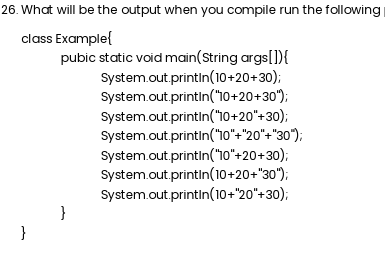 26. What will be the output when you compile run the following
class Example{
pubic static void main(String args[]){
System.out.println(10+20+30);
System.out.println("10+20+30");
System.out.println("10+20"+30);
System.out.println("10"+"20"+"30");
System.out.println("10"+20+30);
System.out.println(10+20+"30");
System.out.println(10+"20"+30);
}
}